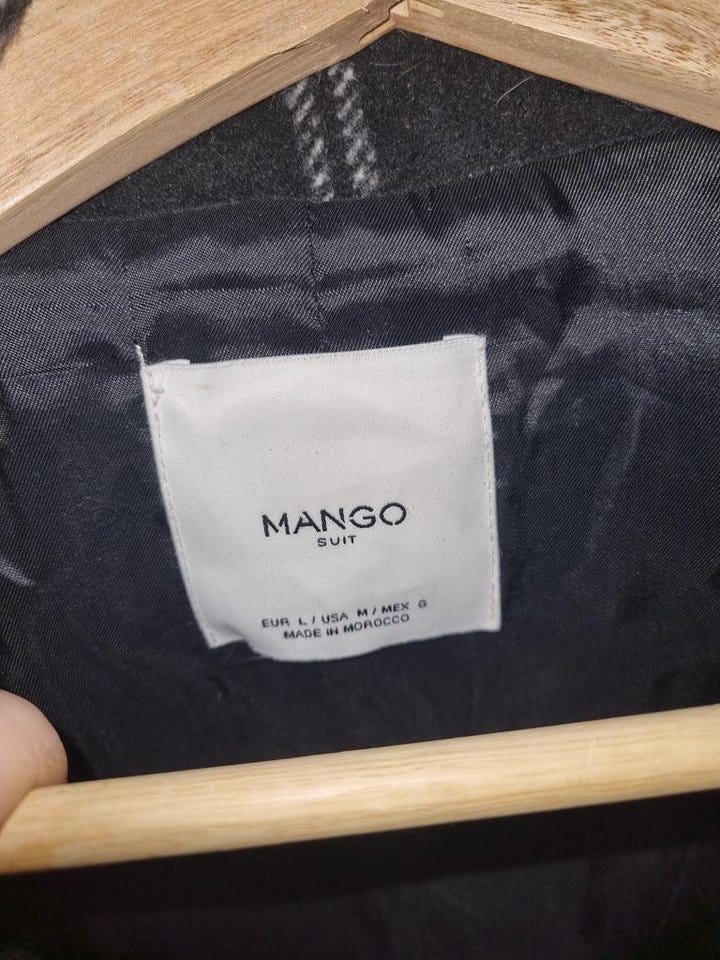 MANGO
SUIT
EUR L / USA M / MEX G
MADE IN MOROCCO